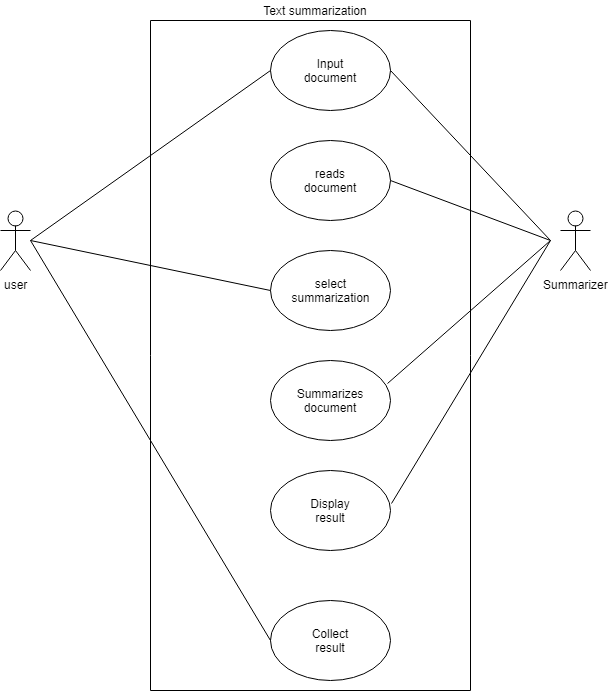 Text summarization
Input
document
reads
document
user
Summarizer
select
summarization
Summarizes
document
Display
result
Collect
result